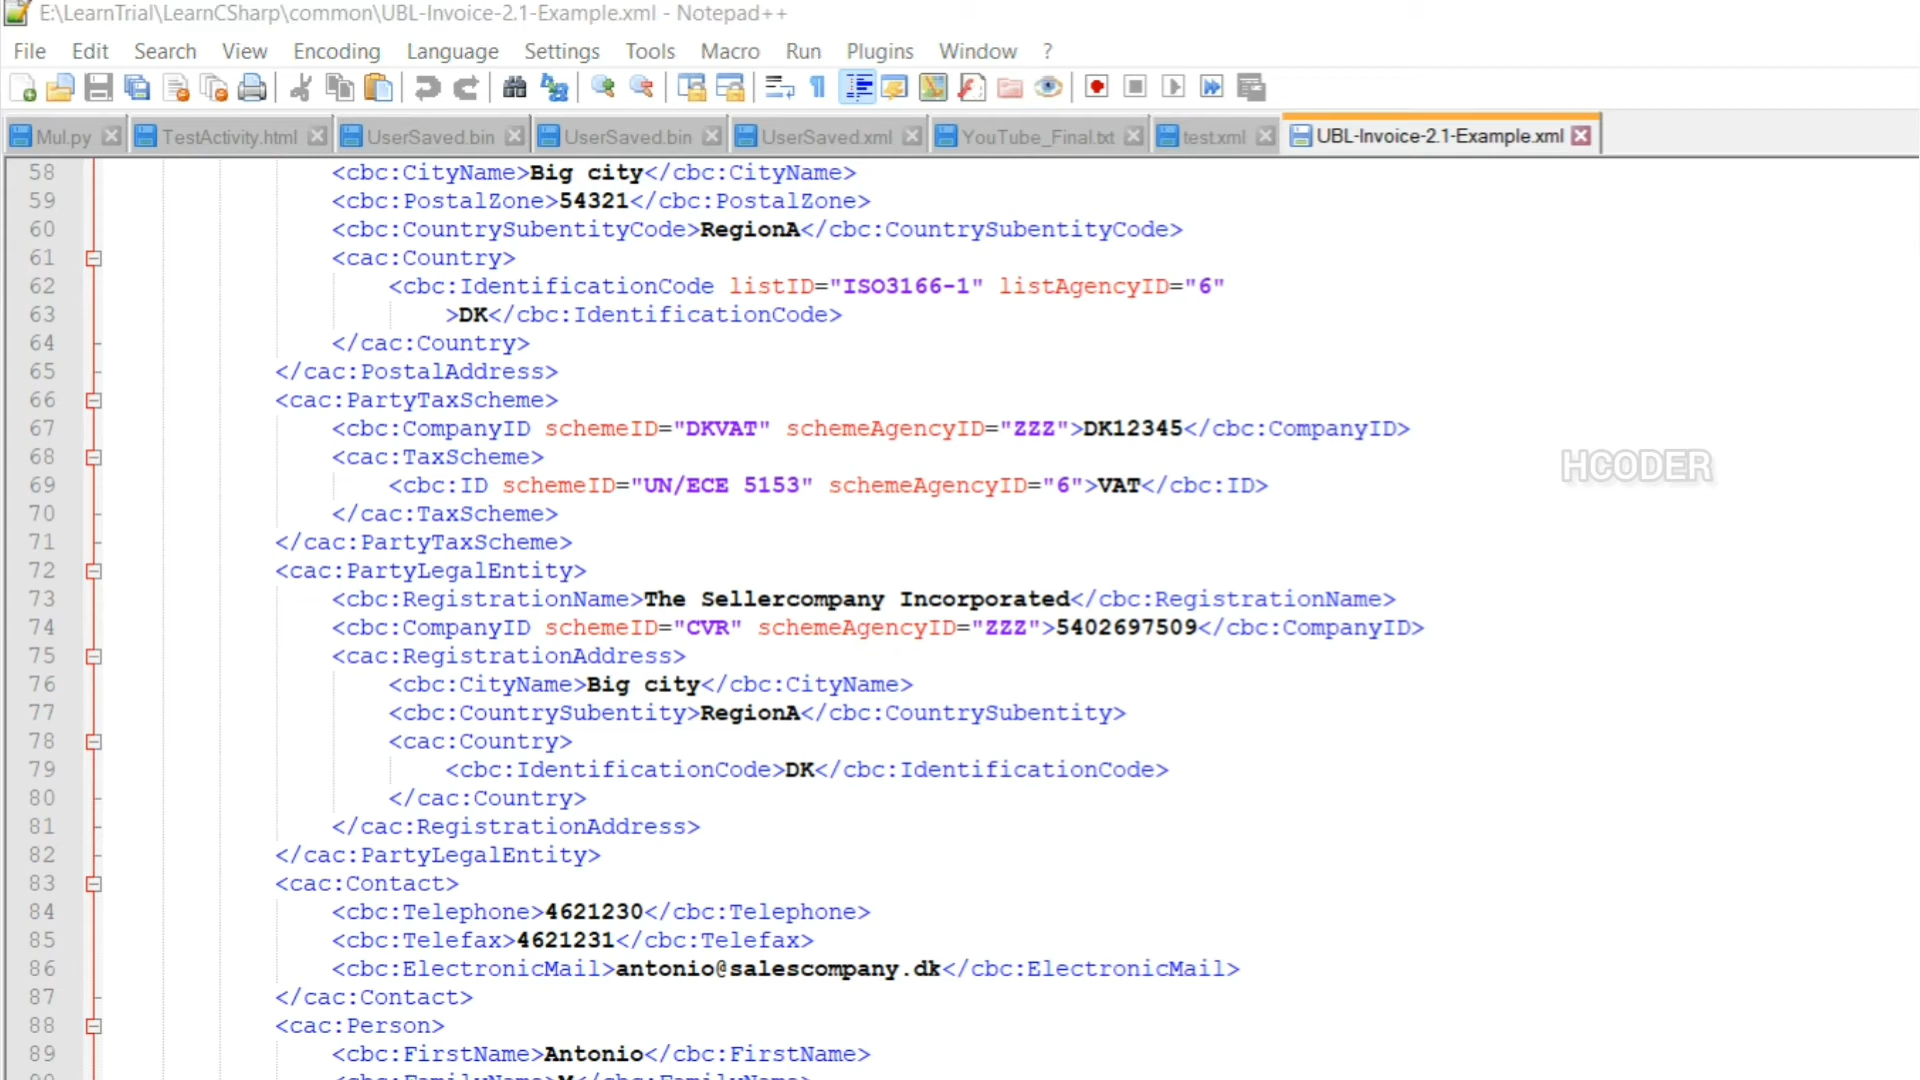 E:\LearnTrial\LearnCSharp\common\UBL-Invoice-2.1-Example.xml - Notepad++
File Edit Search View Encoding Language Settings Tools Macro Run Plugins Window ?
Mul.py TestActivity.html UserSaved.bin UserSaved.bin UserSaved.xml YouTube_Final.txt test.xml UBL-Invoice-2.1-Example.xml
58 <cbc:CityName>Big city</cbc:CityName>
59 <cbc:PostalZone>54321</cbc:PostalZone>
60 <cbc:CountrySubentityCode>RegionA</cbc:CountrySubentityCode>
61 <cac:Country>
62 <cbc:IdentificationCode listID="ISO3166-1" listAgencyID="6"
63 >DK</cbc:IdentificationCode>
64 </cac:Country>
65 </cac:PostalAddress>
66 <cac:PartyTaxScheme>
67 <cbc:CompanyID schemeID="DKVAT" schemeAgencyID="ZZZ">DK12345</cbc:CompanyID>
68 <cac:TaxScheme>
69 <cbc:ID schemeID="UN/ECE 5153" schemeAgencyID="6">VAT</cbc:ID>
70 </cac:TaxScheme>
71 </cac:PartyTaxScheme>
72 <cac:PartyLegalEntity>
73 <cbc:RegistrationName>The Sellercompany Incorporated</cbc:RegistrationName>
74 <cbc:CompanyID schemeID="CVR" schemeAgencyID="ZZZ">5402697509</cbc:CompanyID>
75 <cac:RegistrationAddress>
76 <cbc:CityName>Big city</cbc:CityName>
77 <cbc:CountrySubentity>RegionA</cbc:CountrySubentity>
78 <cac:Country>
79 <cbc:IdentificationCode>DK</cbc:IdentificationCode>
80 </cac:Country>
81 </cac:RegistrationAddress>
82 </cac:PartyLegalEntity>
83 <cac:Contact>
84 <cbc:Telephone>4621230</cbc:Telephone>
85 <cbc:Telefax>4621231</cbc:Telefax>
86 <cbc:ElectronicMail>antonio@salescompany.dk</cbc:ElectronicMail>
87 </cac:Contact>
88 <cac:Person>
89 <cbc:FirstName>Antonio</cbc:FirstName>
HCODER